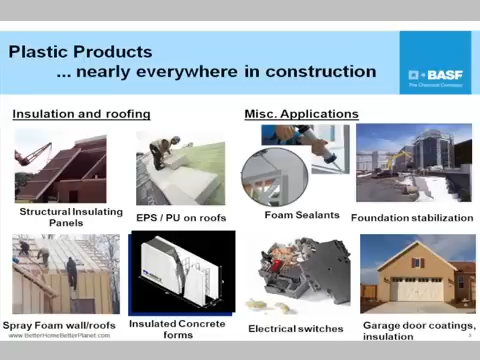 Plastic Products
... nearly everywhere in construction
BASF
The Chemical Company
Insulation and roofing
Misc. Applications
Structural Insulating
Panels
EPS / PU on roofs
Foam Sealants
Foundation stabilization
Spray Foam wall/roofs
Insulated Concrete
forms
Electrical switches
Garage door coatings,
insulation
www.BetterHomeBetterPlanet.com
3